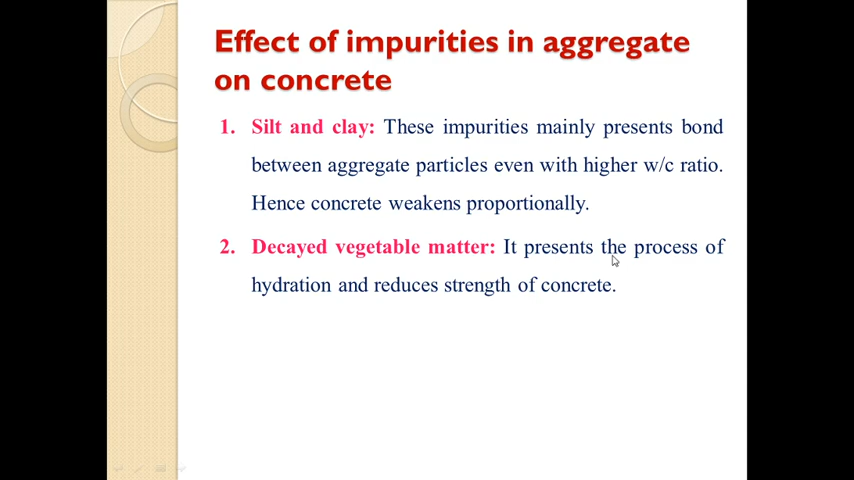 Effect of impurities in aggregate
on concrete
1. Silt and clay: These impurities mainly presents bond
between aggregate particles even with higher w/c ratio.
Hence concrete weakens proportionally.
2. Decayed vegetable matter: It presents the process of
hydration and reduces strength of concrete.